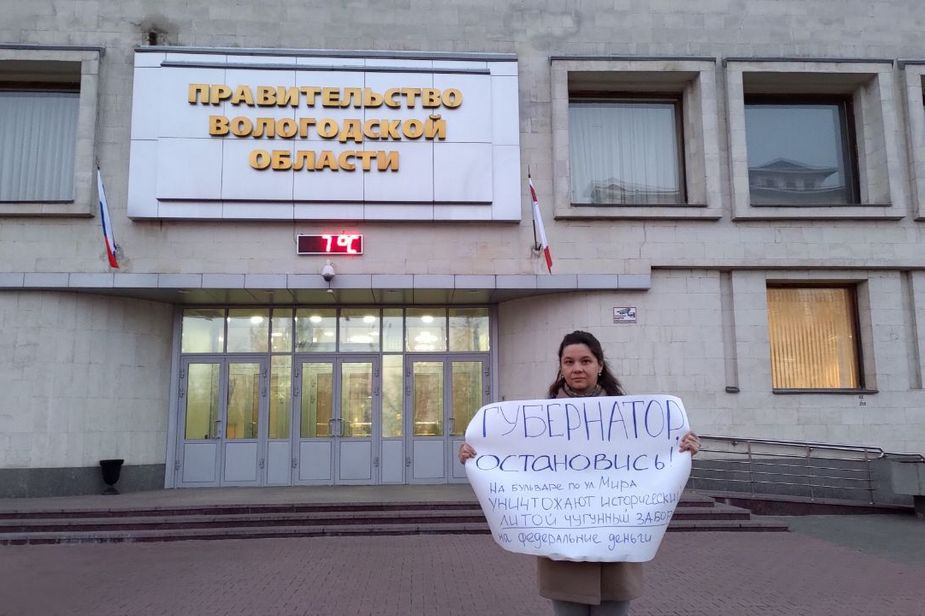 ПРАВИТЕЛЬСТВО
ВОЛОГОДСКОЙ
ОБЛАСТИ
7°C
ГУБЕРНАТОР,
ОСТАНОВИСЬ!
НА БУЛЬВАРЕ ПО УЛ МИРА
УНИЧТОЖАЮТ ИСТОРИЧЕСКИЙ
ЛИТОЙ ЧУГУННЫЙ ЗАБОР
НА ФЕДЕРАЛЬНЫЕ ДЕНЬГИ